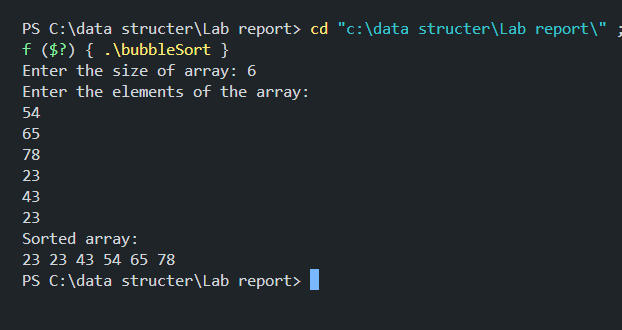 PS C:\data structer\Lab report> cd "c:\data structer\Lab report\" ;
f ($?) { .\bubbleSort }
Enter the size of array: 6
Enter the elements of the array:
54
65
78
23
43
23
Sorted array:
23 23 43 54 65 78
PS C:\data structer\Lab report>